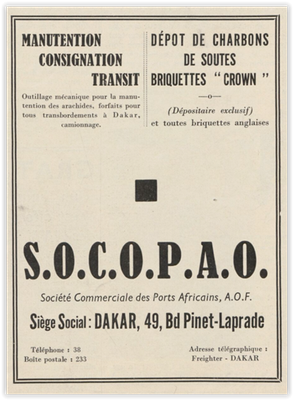 MANUTENTION
CONSIGNATION
TRANSIT
Outillage mécanique pour la manu-
tention des arachides, forfaits pour
tous transbordements à Dakar,
camionnage.
DÉPOT DE CHARBONS
DE SOUTES
BRIQUETTES "CROWN"
(Dépositaire exclusif)
et toutes briquettes anglaises
S.O.C.O.P.A.O.
Société Commerciale des Ports Africains, A.O.F.
Siège Social : DAKAR, 49, Bd Pinet-Laprade
Téléphone : 38
Boîte postale : 233
Adresse télégraphique :
Freighter - DAKAR